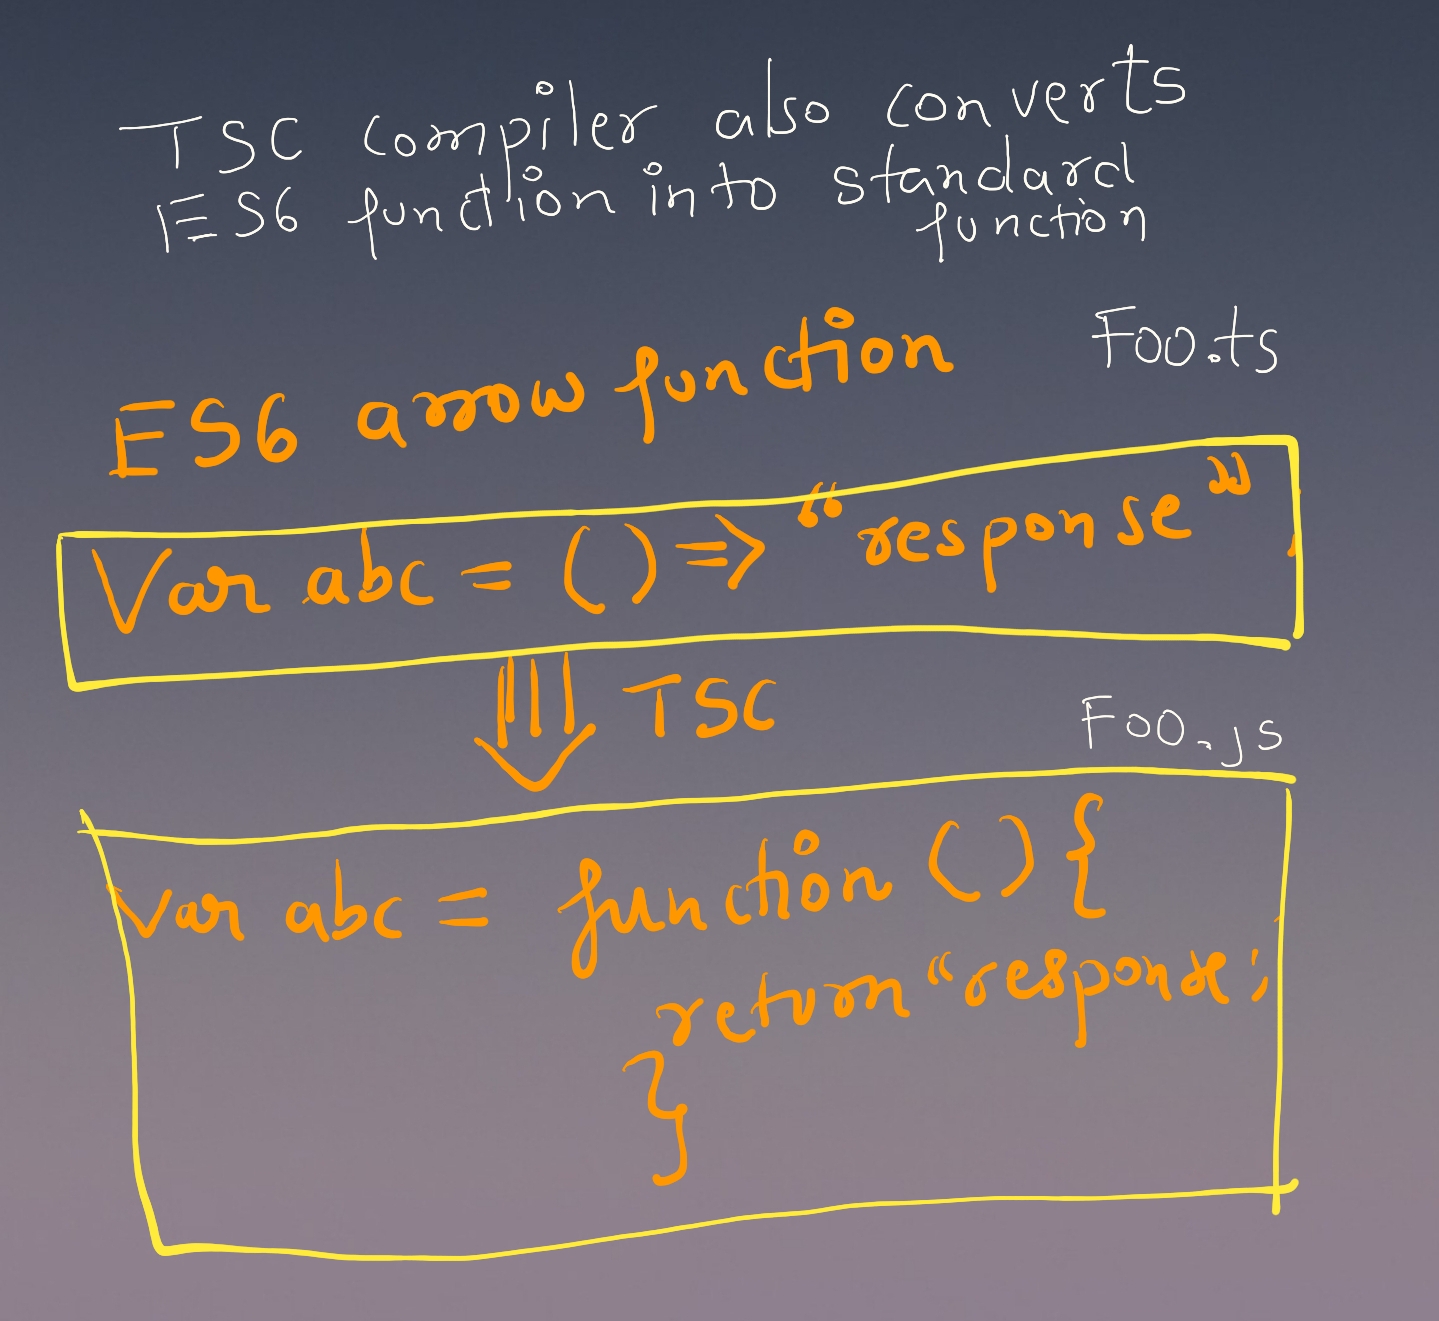 TSC compiler also converts
ES6 function into standard
function
Foo.ts
ES6 arrow function
Var abc = () => “response”
TSC
Foo.js
Var abc = function () {
return “response;
}